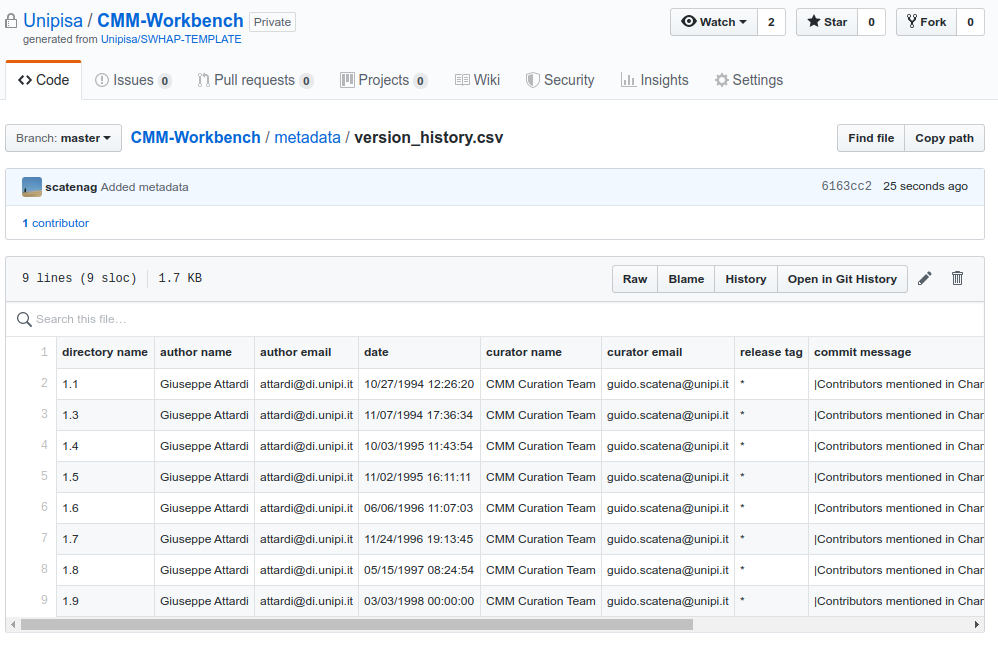 Unipisa / CMM-Workbench Private Watch 2 Star 0 Fork 0
generated from Unipisa/SWHAP-TEMPLATE
Code Issues 0 Pull requests 0 Projects 0 Wiki Security Insights Settings
Branch: master CMM-Workbench / metadata / version_history.csv Find file Copy path
scatenag Added metadata 6163cc2 25 seconds ago
1 contributor
9 lines (9 sloc) 1.7 KB Raw Blame History Open in Git History
Search this file…
1 directory name author name author email date curator name curator email release tag commit message
2 1.1 Giuseppe Attardi attardi@di.unipi.it 10/27/1994 12:26:20 CMM Curation Team guido.scatena@unipi.it * |Contributors mentioned in Char
3 1.3 Giuseppe Attardi attardi@di.unipi.it 11/07/1994 17:36:34 CMM Curation Team guido.scatena@unipi.it * |Contributors mentioned in Char
4 1.4 Giuseppe Attardi attardi@di.unipi.it 10/03/1995 11:43:54 CMM Curation Team guido.scatena@unipi.it * |Contributors mentioned in Char
5 1.5 Giuseppe Attardi attardi@di.unipi.it 11/02/1995 16:11:11 CMM Curation Team guido.scatena@unipi.it * |Contributors mentioned in Char
6 1.6 Giuseppe Attardi attardi@di.unipi.it 06/06/1996 11:07:03 CMM Curation Team guido.scatena@unipi.it * |Contributors mentioned in Char
7 1.7 Giuseppe Attardi attardi@di.unipi.it 11/24/1996 19:13:45 CMM Curation Team guido.scatena@unipi.it * |Contributors mentioned in Char
8 1.8 Giuseppe Attardi attardi@di.unipi.it 05/15/1997 08:24:54 CMM Curation Team guido.scatena@unipi.it * |Contributors mentioned in Char
9 1.9 Giuseppe Attardi attardi@di.unipi.it 03/03/1998 00:00:00 CMM Curation Team guido.scatena@unipi.it * |Contributors mentioned in Char